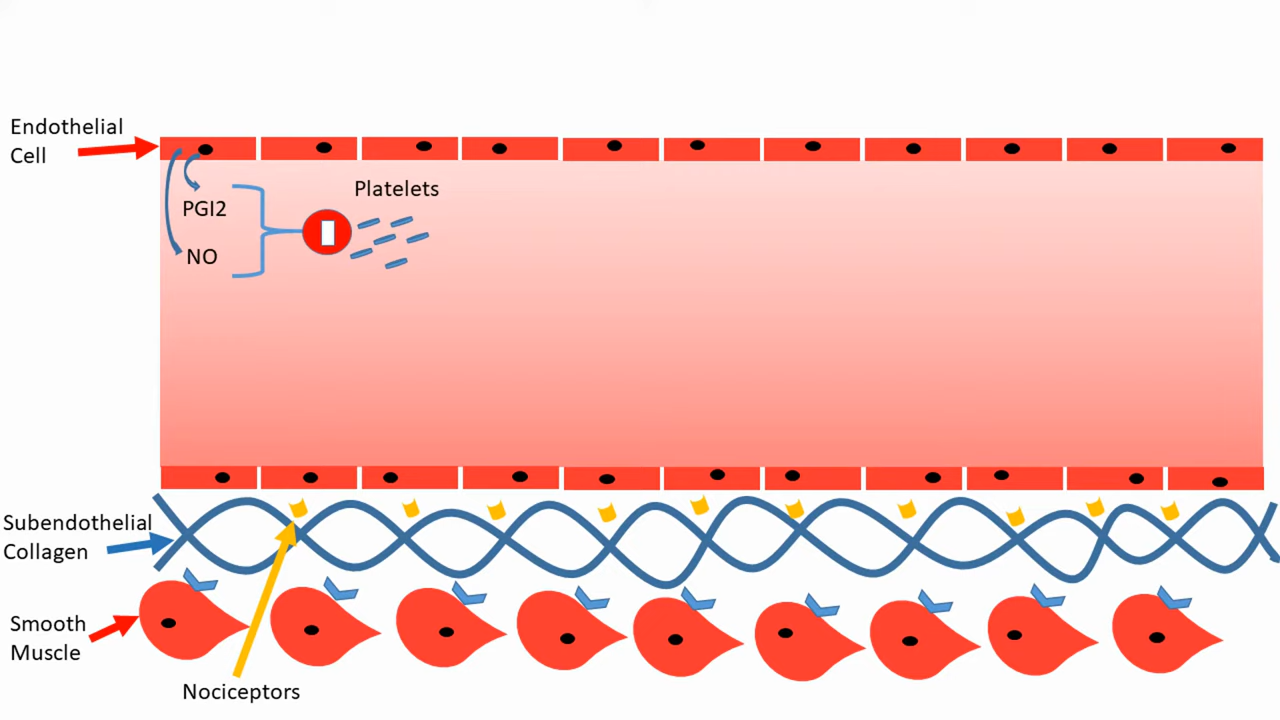 Endothelial
Cell
Platelets
PGI2
NO
Subendothelial
Collagen
Smooth
Muscle
Nociceptors